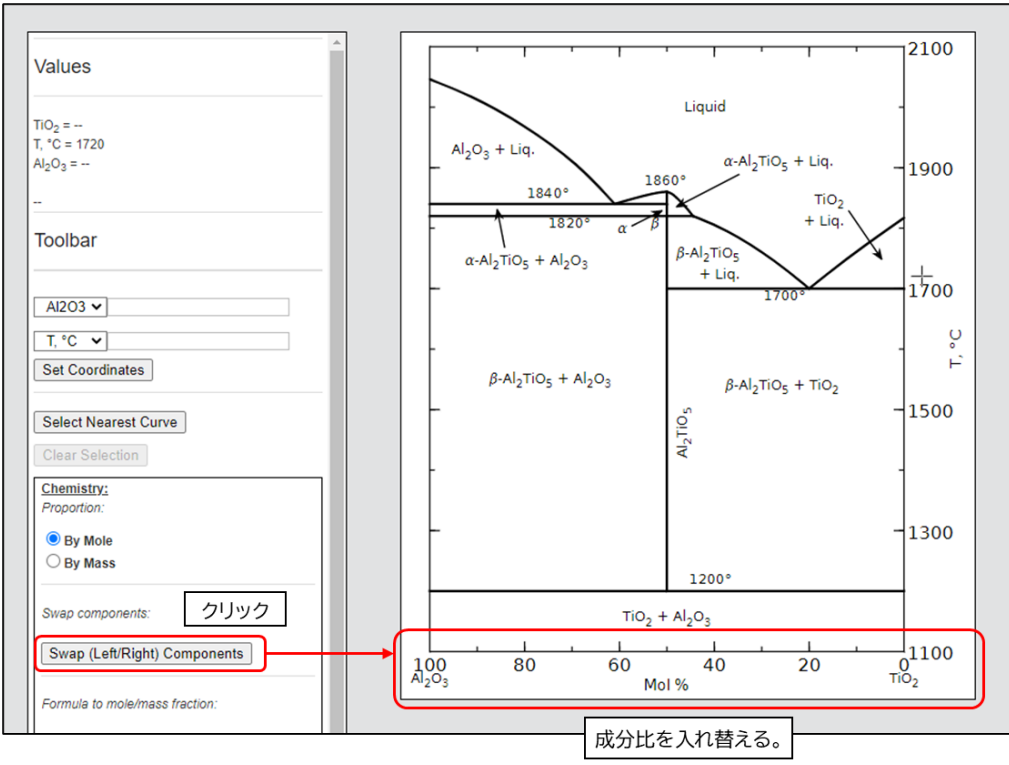 Values
TiO₂ = --
T, °C = 1720
Al₂O₃ = --
--
Toolbar
Al2O3
T, °C
Set Coordinates
Select Nearest Curve
Clear Selection
Chemistry:
Proportion:
By Mole
By Mass
Swap components:
クリック
Swap (Left/Right) Components
Formula to mole/mass fraction:
2100
Liquid
Al₂O₃ + Liq.
α-Al₂TiO₅ + Liq.
1900
1860°
1840°
TiO₂
+ Liq.
1820°
α
β
α-Al₂TiO₅ + Al₂O₃
β-Al₂TiO₅
+ Liq.
1700°
1700
T, °C
β-Al₂TiO₅ + Al₂O₃
β-Al₂TiO₅ + TiO₂
Al₂TiO₅
1500
1300
1200°
TiO₂ + Al₂O₃
1100
100 80 60 40 20 0
Al₂O₃ Mol % TiO₂
成分比を入れ替える。